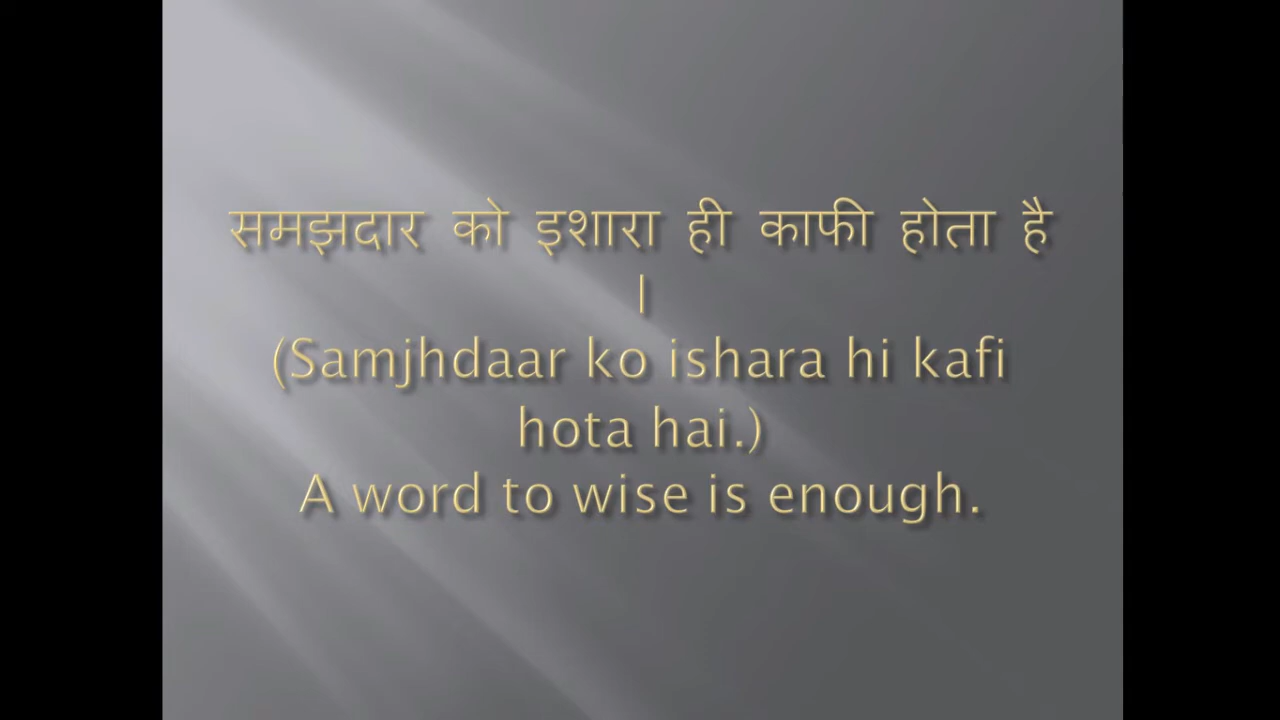 समझदार को इशारा ही काफी होता है
।
(Samjhdaar ko ishara hi kafi
hota hai.)
A word to wise is enough.